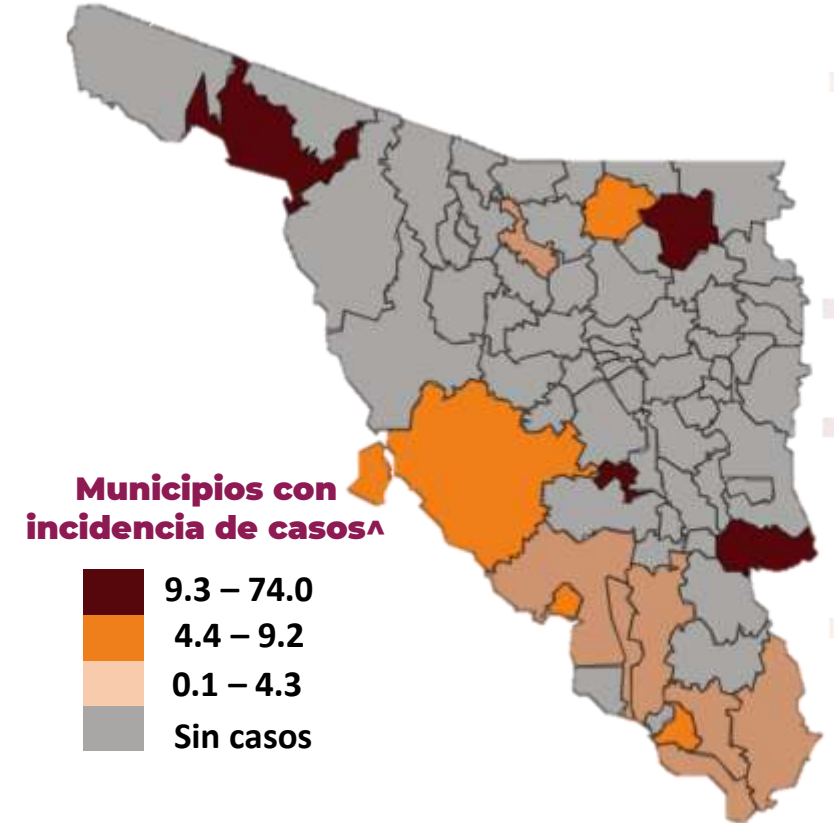 Municipios con
incidencia de casos^
9.3 – 74.0
4.4 – 9.2
0.1 – 4.3
Sin casos